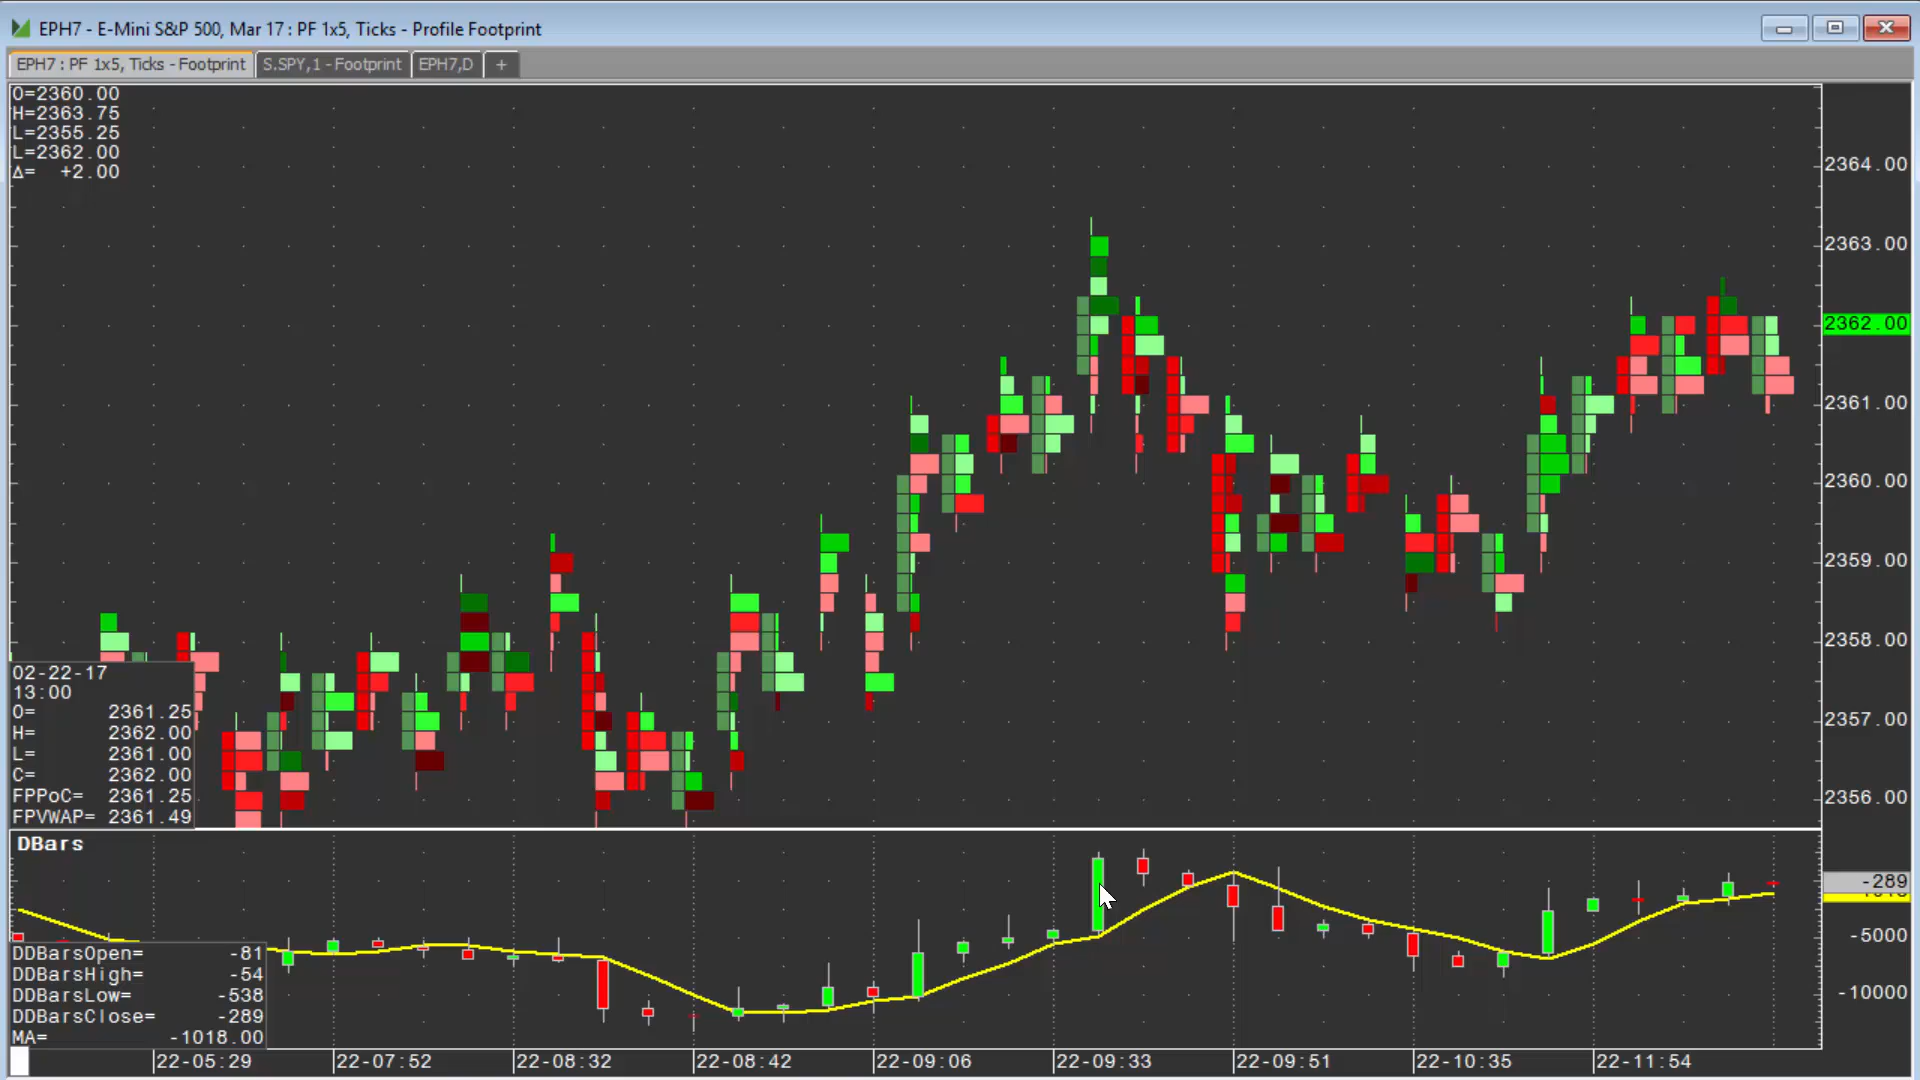 EPH7 - E-Mini S&P 500, Mar 17 : PF 1x5, Ticks - Profile Footprint
EPH7 : PF 1x5, Ticks - Footprint S.SPY,1 - Footprint EPH7,D +
O=2360.00
H=2363.75
L=2355.25
L=2362.00
Δ= +2.00
2364.00
2363.00
2362.00
2361.00
2360.00
2359.00
2358.00
2357.00
2356.00
02-22-17
13:00
O= 2361.25
H= 2362.00
L= 2361.00
C= 2362.00
FPPoC= 2361.25
FPVWAP= 2361.49
DBars
-289
-5000
-10000
DDBarsOpen= -81
DDBarsHigh= -54
DDBarsLow= -538
DDBarsClose= -289
MA= -1018.00
22-05:29 22-07:52 22-08:32 22-08:42 22-09:06 22-09:33 22-09:51 22-10:35 22-11:54